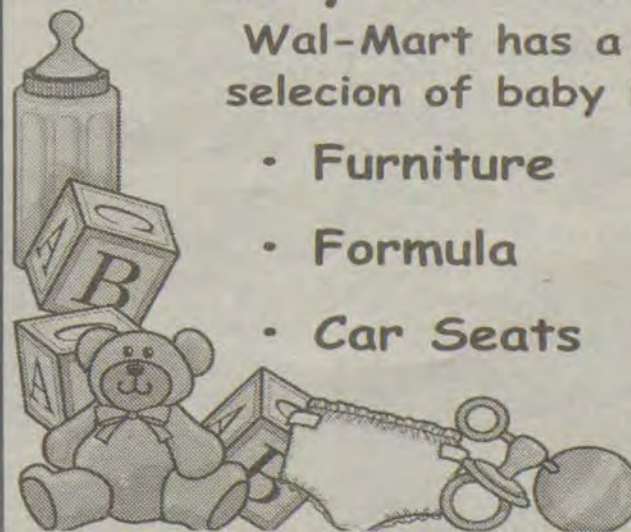 Wal-Mart has a
selecion of baby
• Furniture
• Formula
• Car Seats
A
B
A
A